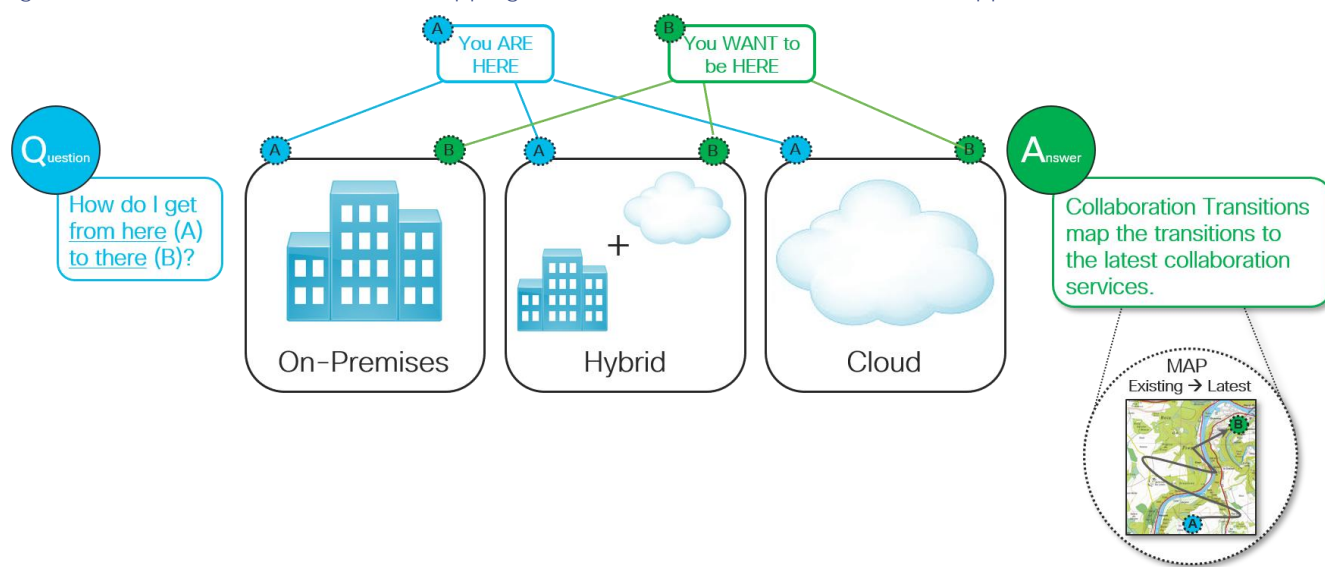 A
You ARE
HERE
B
You WANT to
be HERE
Question
How do I get
from here (A)
to there (B)?
A
B
A
B
A
B
On-Premises
+
Hybrid
Cloud
Answer
Collaboration Transitions
map the transitions to
the latest collaboration
services.
MAP
Existing → Latest
B
A